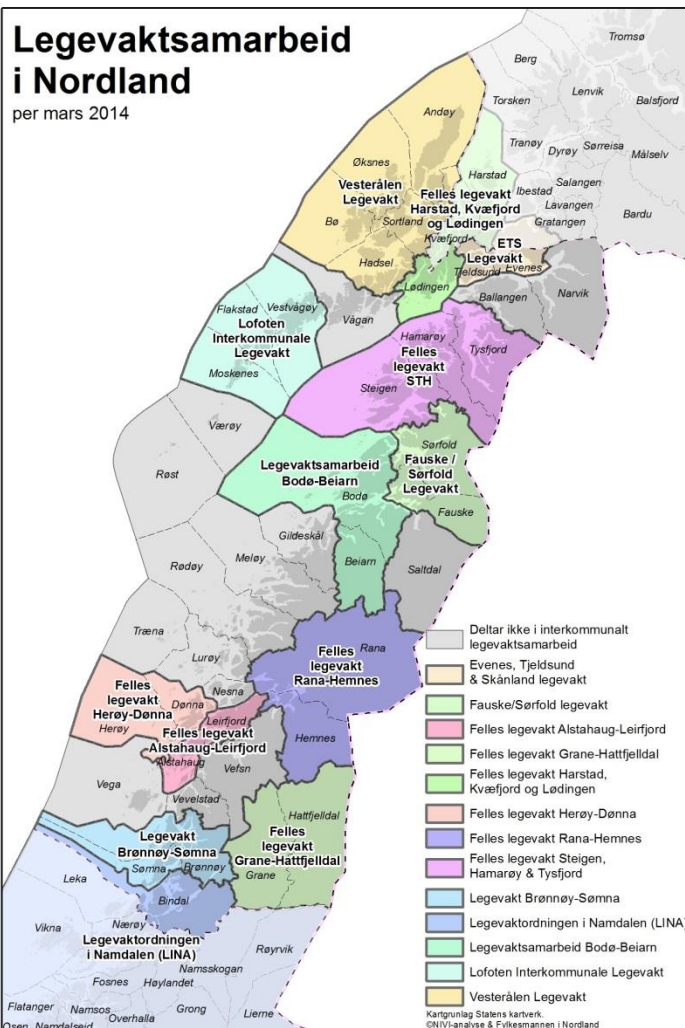 Legevaktsamarbeid
i Nordland
per mars 2014
Tromsø
Berg
Lenvik
Torsken
Balsfjord
Andøy
Tranøy
Dyrøy
Sørreisa
Målselv
Øksnes
Harstad
Vesterålen
Legevakt
Felles legevakt
Harstad, Kvæfjord
og Lødingen
Ibestad
Salangen
Lavangen
Gratangen
Bardu
Bø
Sortland
Kvæfjord
ETS
Legevakt
Hadsel
Tjeldsund
Evenes
Lødingen
Ballangen
Narvik
Flakstad
Vestvågøy
Vågan
Lofoten
Interkommunale
Legevakt
Moskenes
Hamarøy
Tysfjord
Felles
legevakt
STH
Steigen
Værøy
Røst
Sørfold
Legevaktsamarbeid
Bodø-Beiarn
Fauske /
Sørfold
Legevakt
Bodø
Fauske
Gildeskål
Meløy
Beiarn
Saltdal
Rødøy
Træna
Lurøy
Rana
Felles
legevakt
Rana-Hemnes
Nesna
Felles
legevakt
Herøy-Dønna
Dønna
Herøy
Leirfjord
Felles legevakt
Alstahaug-Leirfjord
Hemnes
Alstahaug
Vefsn
Vega
Vevelstad
Hattfjelldal
Legevakt
Brønnøy-Sømna
Felles
legevakt
Grane-Hattfjelldal
Sømna
Brønnøy
Grane
Leka
Bindal
Vikna
Nærøy
Legevaktordningen
i Namdalen (LINA)
Røyrvik
Namsskogan
Fosnes
Høylandet
Flatanger
Namsos
Overhalla
Grong
Lierne
Osen
Namdalseid
Deltar ikke i interkommunalt
legevaktsamarbeid
Evenes, Tjeldsund
& Skånland legevakt
Fauske/Sørfold legevakt
Felles legevakt Alstahaug-Leirfjord
Felles legevakt Grane-Hattfjelldal
Felles legevakt Harstad,
Kvæfjord og Lødingen
Felles legevakt Herøy-Dønna
Felles legevakt Rana-Hemnes
Felles legevakt Steigen,
Hamarøy & Tysfjord
Legevakt Brønnøy-Sømna
Legevaktordningen i Namdalen (LINA)
Legevaktsamarbeid Bodø-Beiarn
Lofoten Interkommunale Legevakt
Vesterålen Legevakt
Kartgrunlag Statens kartverk.
©NIVI-analyse & Fylkesmannen i Nordland